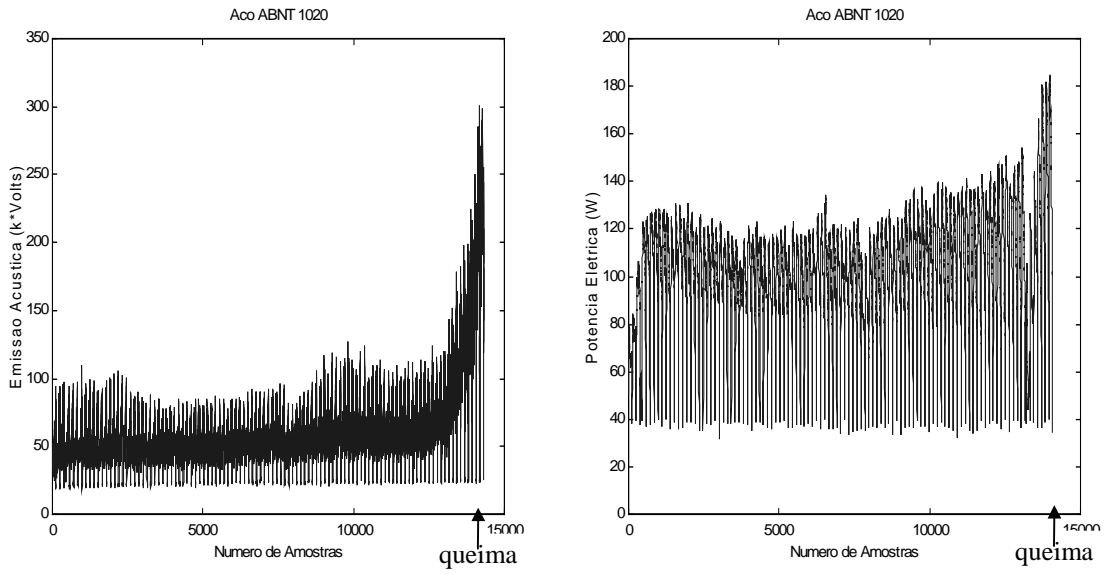 Aco ABNT 1020
350
300
250
200
150
100
50
0
Emissao Acustica (k*Volts)
0 5000 10000 15000
Numero de Amostras
queima
Aco ABNT 1020
200
180
160
140
120
100
80
60
40
20
0
Potencia Eletrica (W)
0 5000 10000 15000
Numero de Amostras
queima